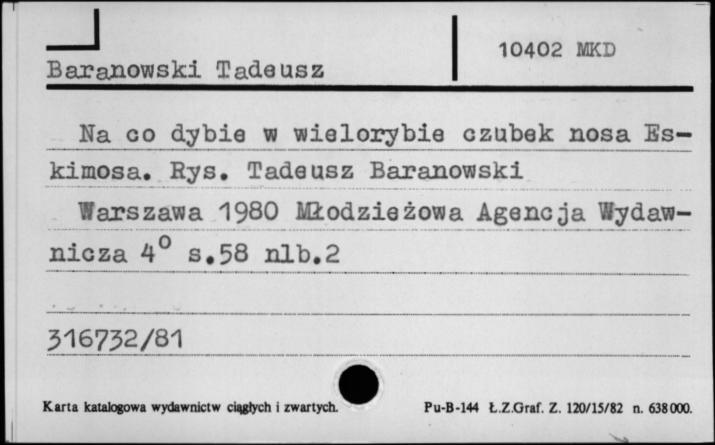 10402 MKD
Baranowski Tadeusz
Na co dybie w wielorybie czubek nosa Es-
kimosa. Rys. Tadeusz Baranowski
Warszawa 1980 Młodzieżowa Agencja Wydaw-
nicza 4° s.58 nlb.2
316732/81
Karta katalogowa wydawnictw ciągłych i zwartych.
Pu-B-144 Ł.Z.Graf. Z. 120/15/82 n. 638000.